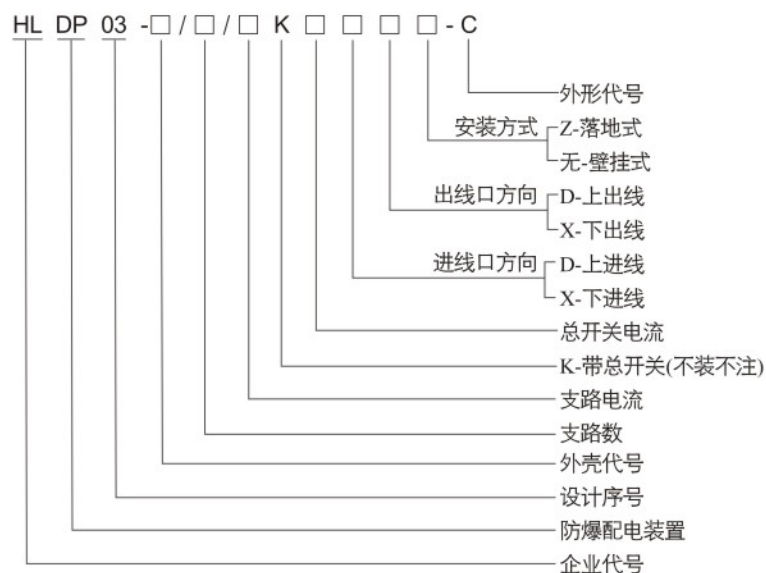 HL DP 03 -□/□/□ K □ □ □ □ - C
外形代号
安装方式 Z-落地式
无-壁挂式
出线口方向 D-上出线
X-下出线
进线口方向 D-上进线
X-下进线
总开关电流
K-带总开关(不装不注)
支路电流
支路数
外壳代号
设计序号
防爆配电装置
企业代号